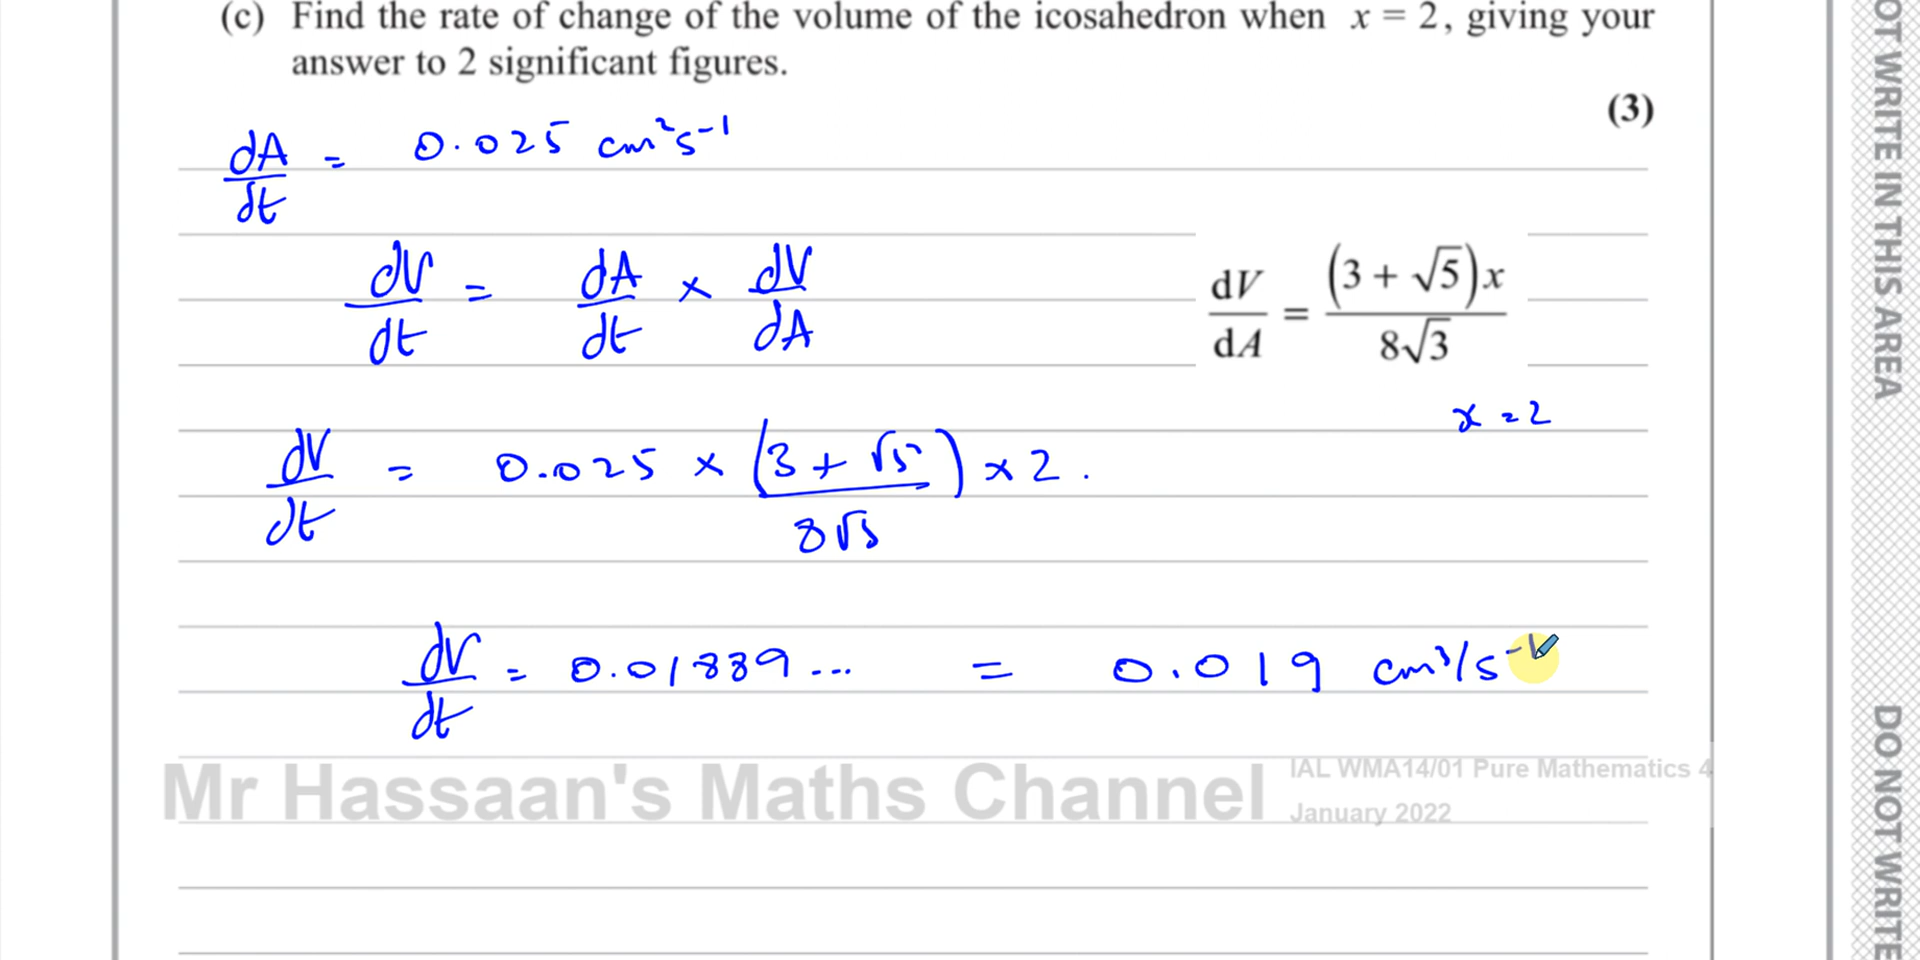 (c) Find the rate of change of the volume of the icosahedron when x = 2, giving your
answer to 2 significant figures.
(3)
dA/dt = 0.025 cm²s⁻¹
dV/dt = dA/dt × dV/dA
dV/dA = (3 + √5)x / 8√3
x = 2
dV/dt = 0.025 × (3 + √5)/8√3 × 2.
dV/dt = 0.01889... = 0.019 cm³/s⁻¹
Mr Hassaan's Maths Channel
IAL WMA14/01 Pure Mathematics 4
January 2022
OT WRITE IN THIS AREA
DO NOT WRITE